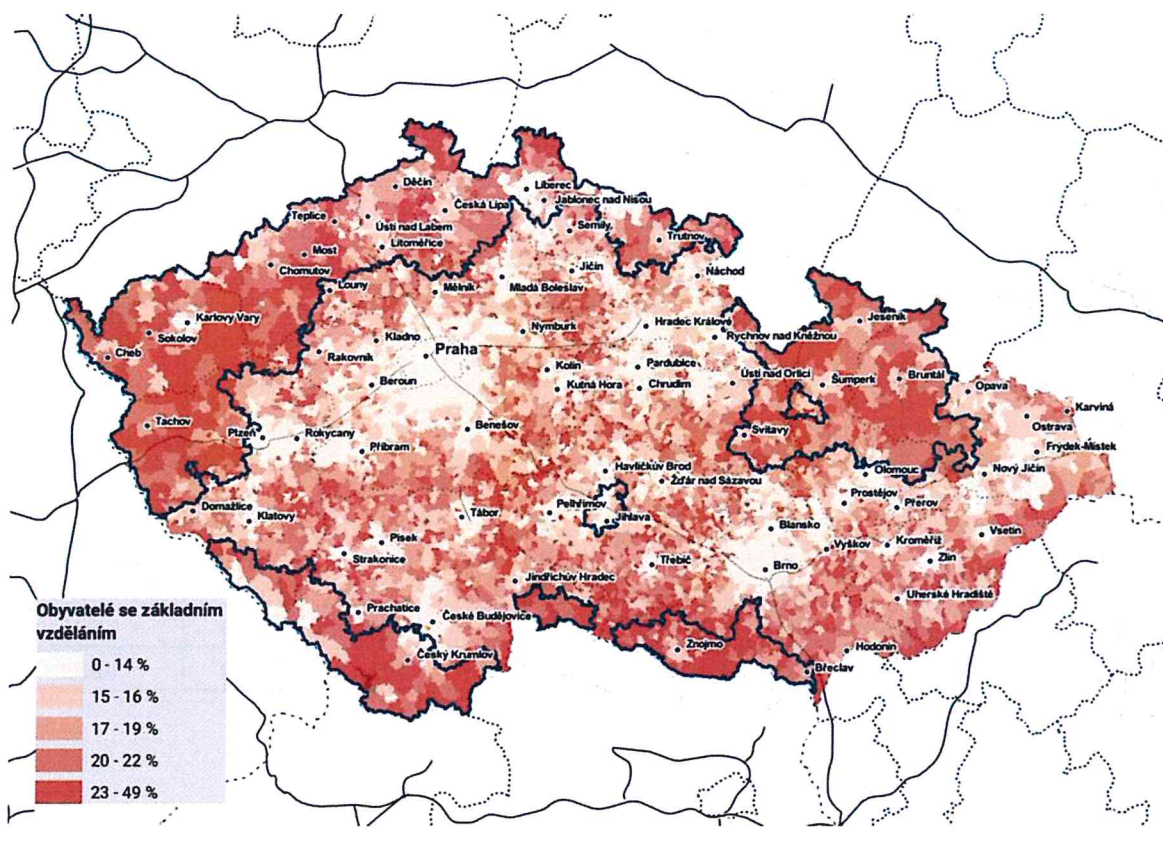 Děčín
Liberec
Jablonec nad Nisou
Česká Lípa
Teplice
Ústí nad Labem
Semily
Trutnov
Litoměřice
Most
Chomutov
Jičín
Náchod
Louny
Mělník
Mladá Boleslav
Karlovy Vary
Sokolov
Cheb
Kladno
Nymburk
Hradec Králové
Rychnov nad Kněžnou
Jeseník
Rakovník
Praha
Kolín
Pardubice
Beroun
Kutná Hora
Chrudim
Ústí nad Orlicí
Šumperk
Bruntál
Opava
Karviná
Ostrava
Tachov
Plzeň
Rokycany
Benešov
Příbram
Svitavy
Frýdek-Místek
Havlíčkův Brod
Žďár nad Sázavou
Olomouc
Nový Jičín
Domažlice
Klatovy
Tábor
Pelhřimov
Jihlava
Prostějov
Přerov
Blansko
Písek
Strakonice
Třebíč
Brno
Vyškov
Kroměříž
Vsetín
Zlín
Jindřichův Hradec
Uherské Hradiště
Prachatice
České Budějovice
Český Krumlov
Znojmo
Hodonín
Břeclav
Obyvatelé se základním
vzděláním
0 - 14 %
15 - 16 %
17 - 19 %
20 - 22 %
23 - 49 %